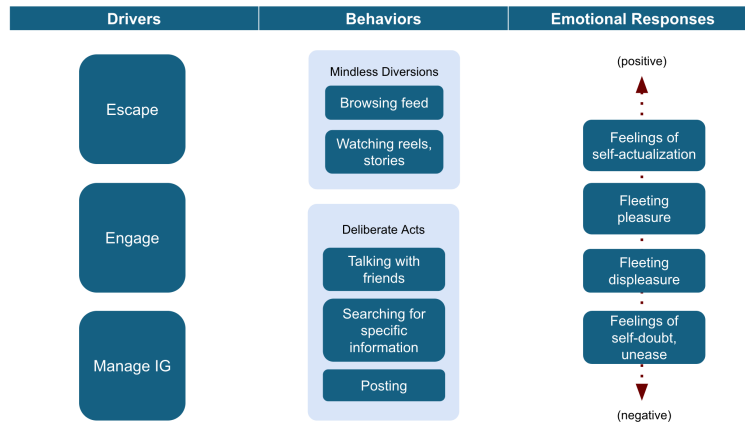 Drivers
Behaviors
Emotional Responses
Escape
Engage
Manage IG
Mindless Diversions
Browsing feed
Watching reels,
stories
Deliberate Acts
Talking with
friends
Searching for
specific
information
Posting
(positive)
Feelings of
self-actualization
Fleeting
pleasure
Fleeting
displeasure
Feelings of
self-doubt,
unease
(negative)